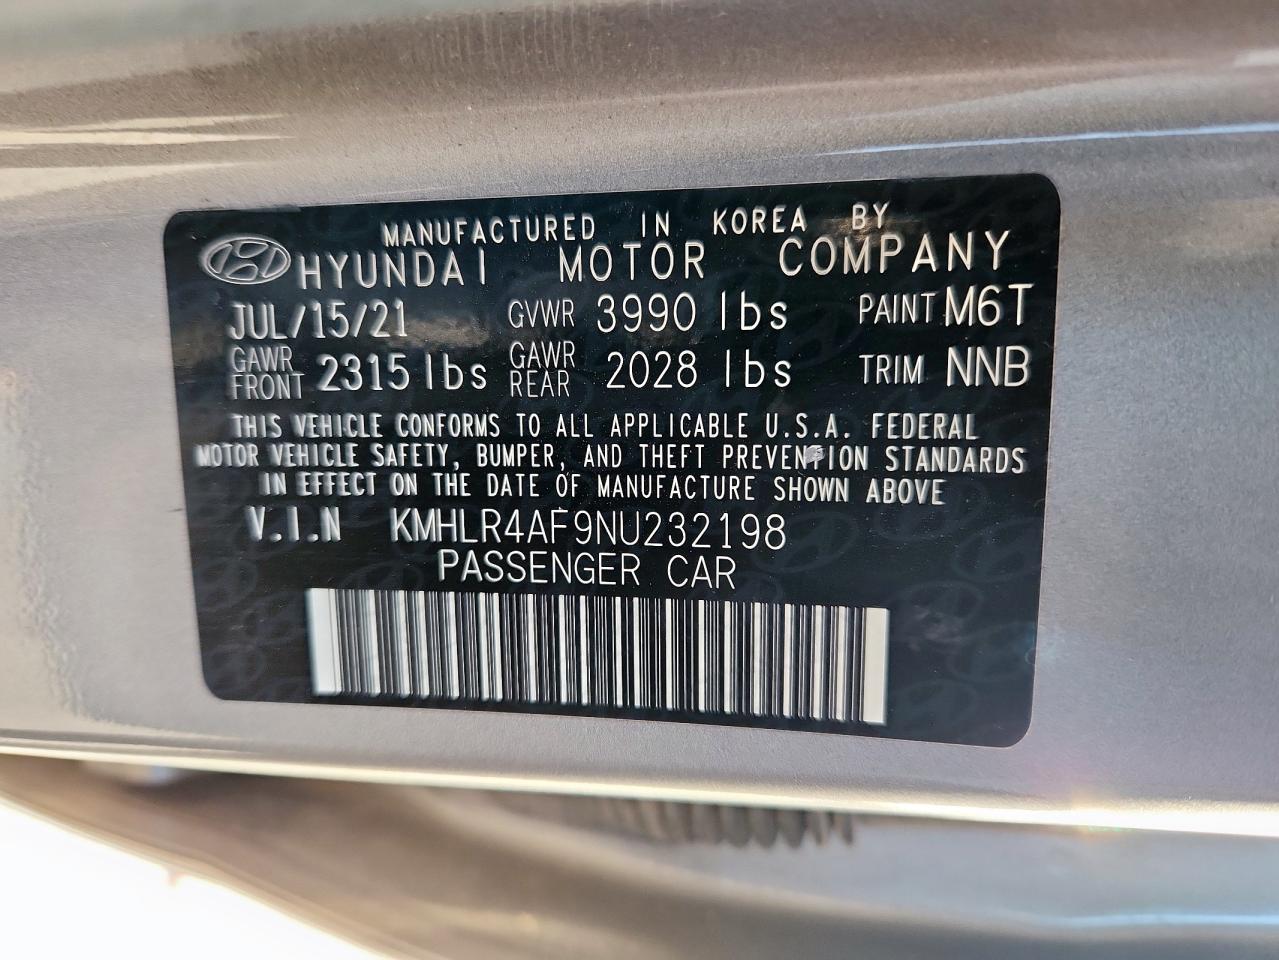 MANUFACTURED IN KOREA BY
HYUNDAI MOTOR COMPANY
JUL/15/21 GVWR 3990 lbs PAINT M6T
GAWR FRONT 2315 lbs GAWR REAR 2028 lbs TRIM NNB
THIS VEHICLE CONFORMS TO ALL APPLICABLE U.S.A. FEDERAL
MOTOR VEHICLE SAFETY, BUMPER, AND THEFT PREVENTION STANDARDS
IN EFFECT ON THE DATE OF MANUFACTURE SHOWN ABOVE
V.I.N KMHLR4AF9NU232198
PASSENGER CAR